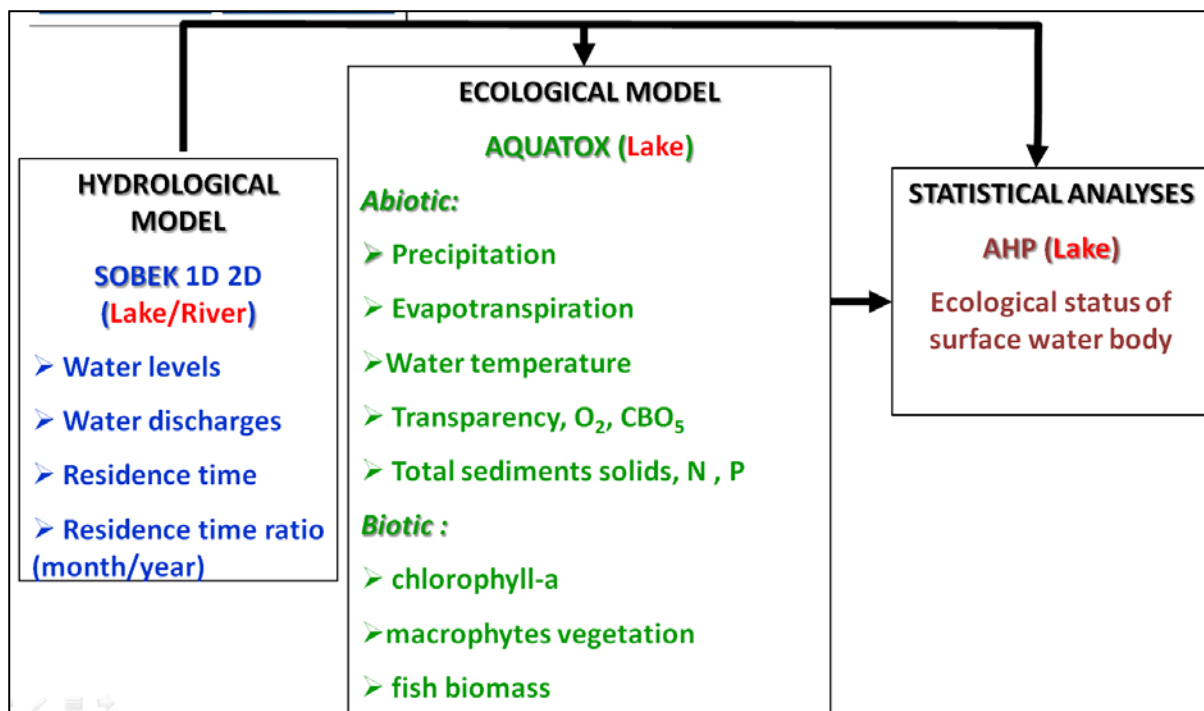 HYDROLOGICAL
MODEL
SOBEK 1D 2D
(Lake/River)
➢ Water levels
➢ Water discharges
➢ Residence time
➢ Residence time ratio
(month/year)
ECOLOGICAL MODEL
AQUATOX (Lake)
Abiotic:
➢ Precipitation
➢ Evapotranspiration
➢Water temperature
➢ Transparency, O₂, CBO₅
➢ Total sediments solids, N , P
Biotic :
➢ chlorophyll-a
➢macrophytes vegetation
➢ fish biomass
STATISTICAL ANALYSES
AHP (Lake)
Ecological status of
surface water body